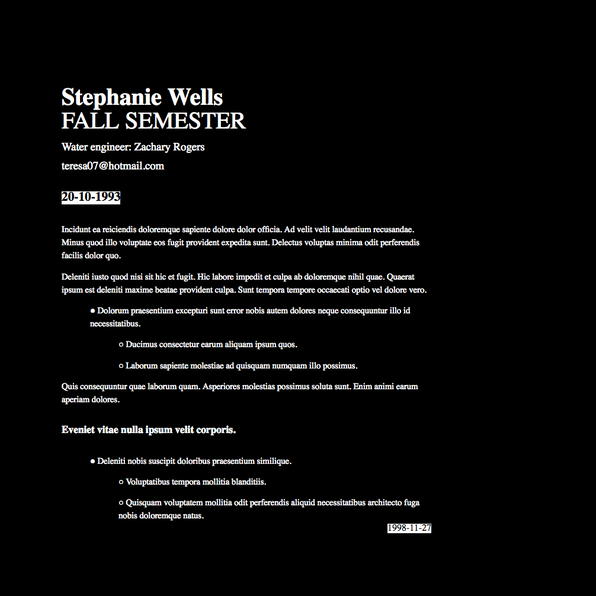 Stephanie Wells
FALL SEMESTER
Water engineer: Zachary Rogers
teresa07@hotmail.com
20-10-1993
Incidunt ea reiciendis doloremque sapiente dolore dolor officia. Ad velit velit laudantium recusandae.
Minus quod illo voluptate eos fugit provident expedita sunt. Delectus voluptas minima odit perferendis
facilis dolor quo.
Deleniti iusto quod nisi sit hic et fugit. Hic labore impedit et culpa ab doloremque nihil quae. Quaerat
ipsum est deleniti maxime beatae provident culpa. Sunt tempora tempore occaecati optio vel dolore vero.
● Dolorum praesentium excepturi sunt error nobis autem dolores neque consequuntur illo id
necessitatibus.
○ Ducimus consectetur earum aliquam ipsum quos.
○ Laborum sapiente molestiae ad quisquam numquam illo possimus.
Quis consequuntur quae laborum quam. Asperiores molestias possimus soluta sunt. Enim animi earum
aperiam dolores.
Eveniet vitae nulla ipsum velit corporis.
● Deleniti nobis suscipit doloribus praesentium similique.
○ Voluptatibus tempora mollitia blanditiis.
○ Quisquam voluptatem mollitia odit perferendis aliquid necessitatibus architecto fuga
nobis doloremque natus.
1998-11-27